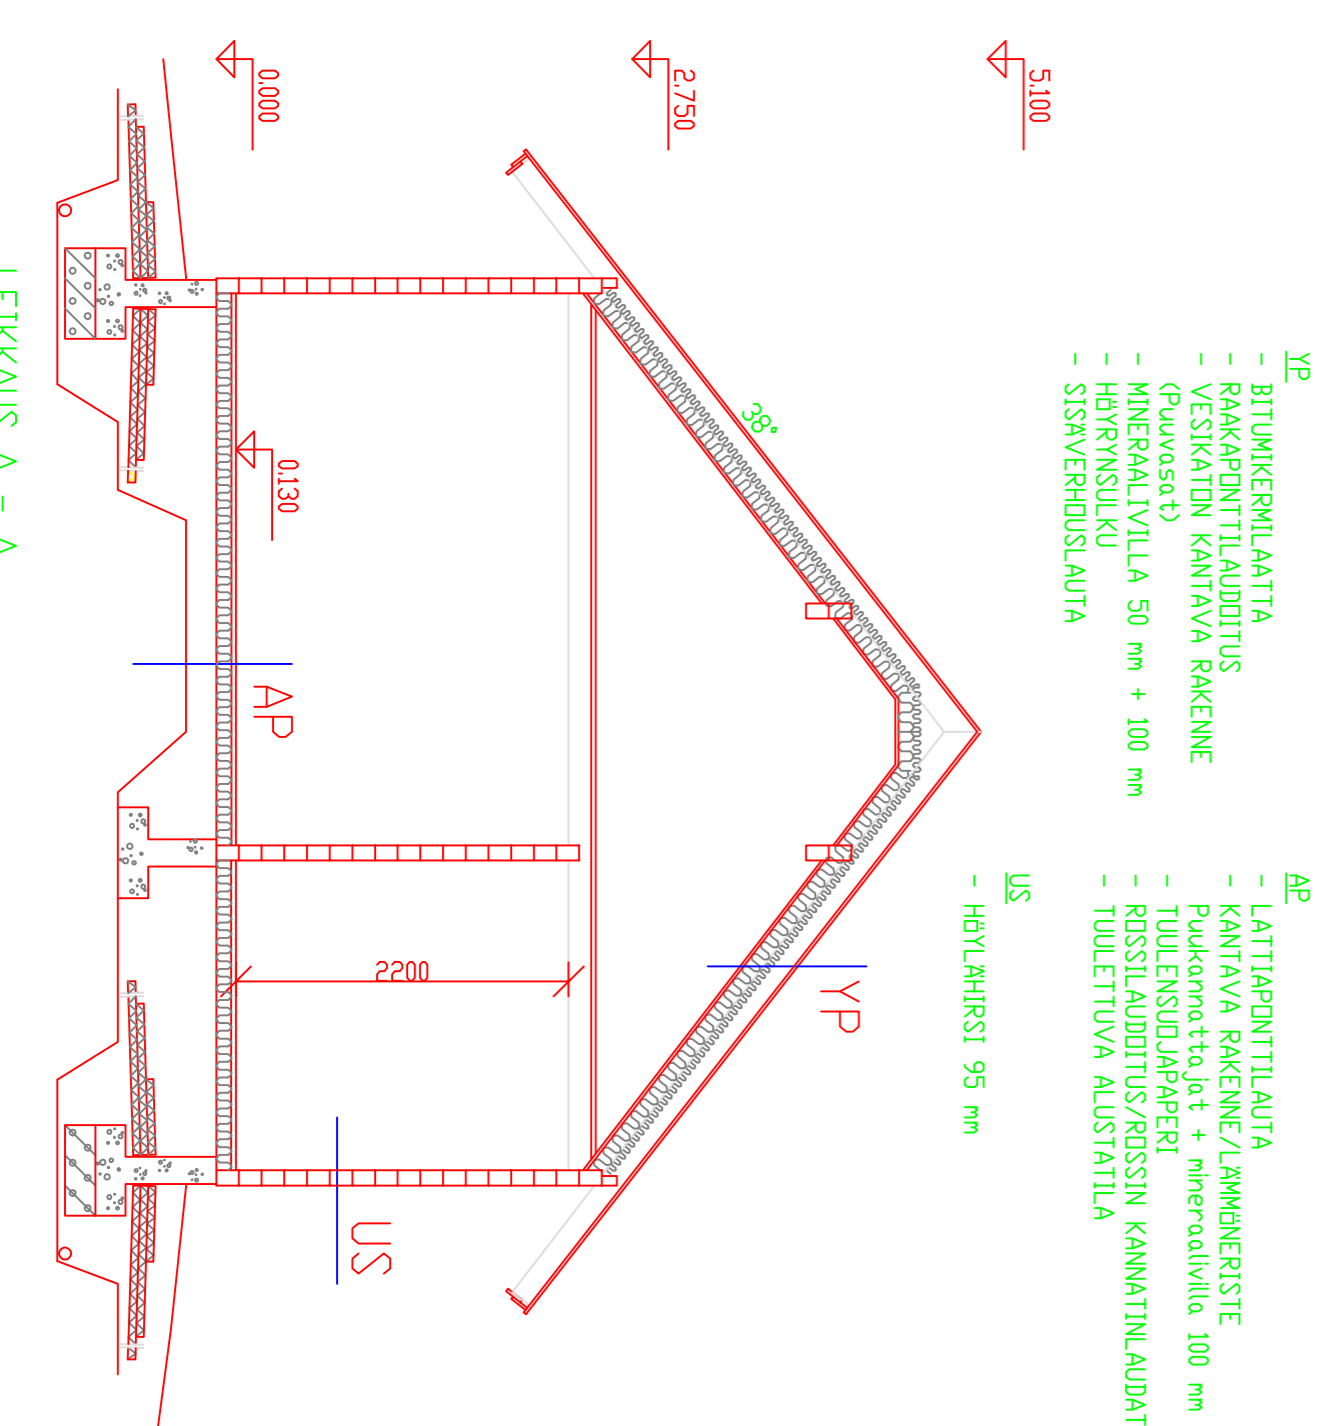 YP
- BITUMIKERMILAATTA
- RAAKAPONTTILAUDOITUS
- VESIKATON KANTAVA RAKENNE
(Puuvasat)
- MINERAALIVILLA 50 mm + 100 mm
- HÖYRYNSULKU
- SISÄVERHOUSLAUTA
AP
- LATTIAPONTTILAUTA
- KANTAVA RAKENNE/LÄMMÖNERISTE
Puukannattajat + mineraalivilla 100 mm
- TUULENSUOJAPAPERI
- ROSSILAUDOITUS/ROSSIN KANNATINLAUDAT
- TUULETTUVA ALUSTATILA
US
- HÖYLÄHIRSI 95 mm
5.100
2.750
0.000
38°
YP
2200
0.130
AP
US
LEIKKAUS A - A